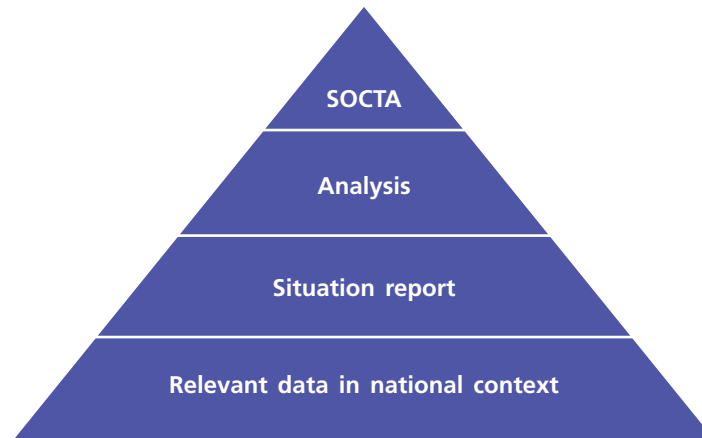 SOCTA
Analysis
Situation report
Relevant data in national context